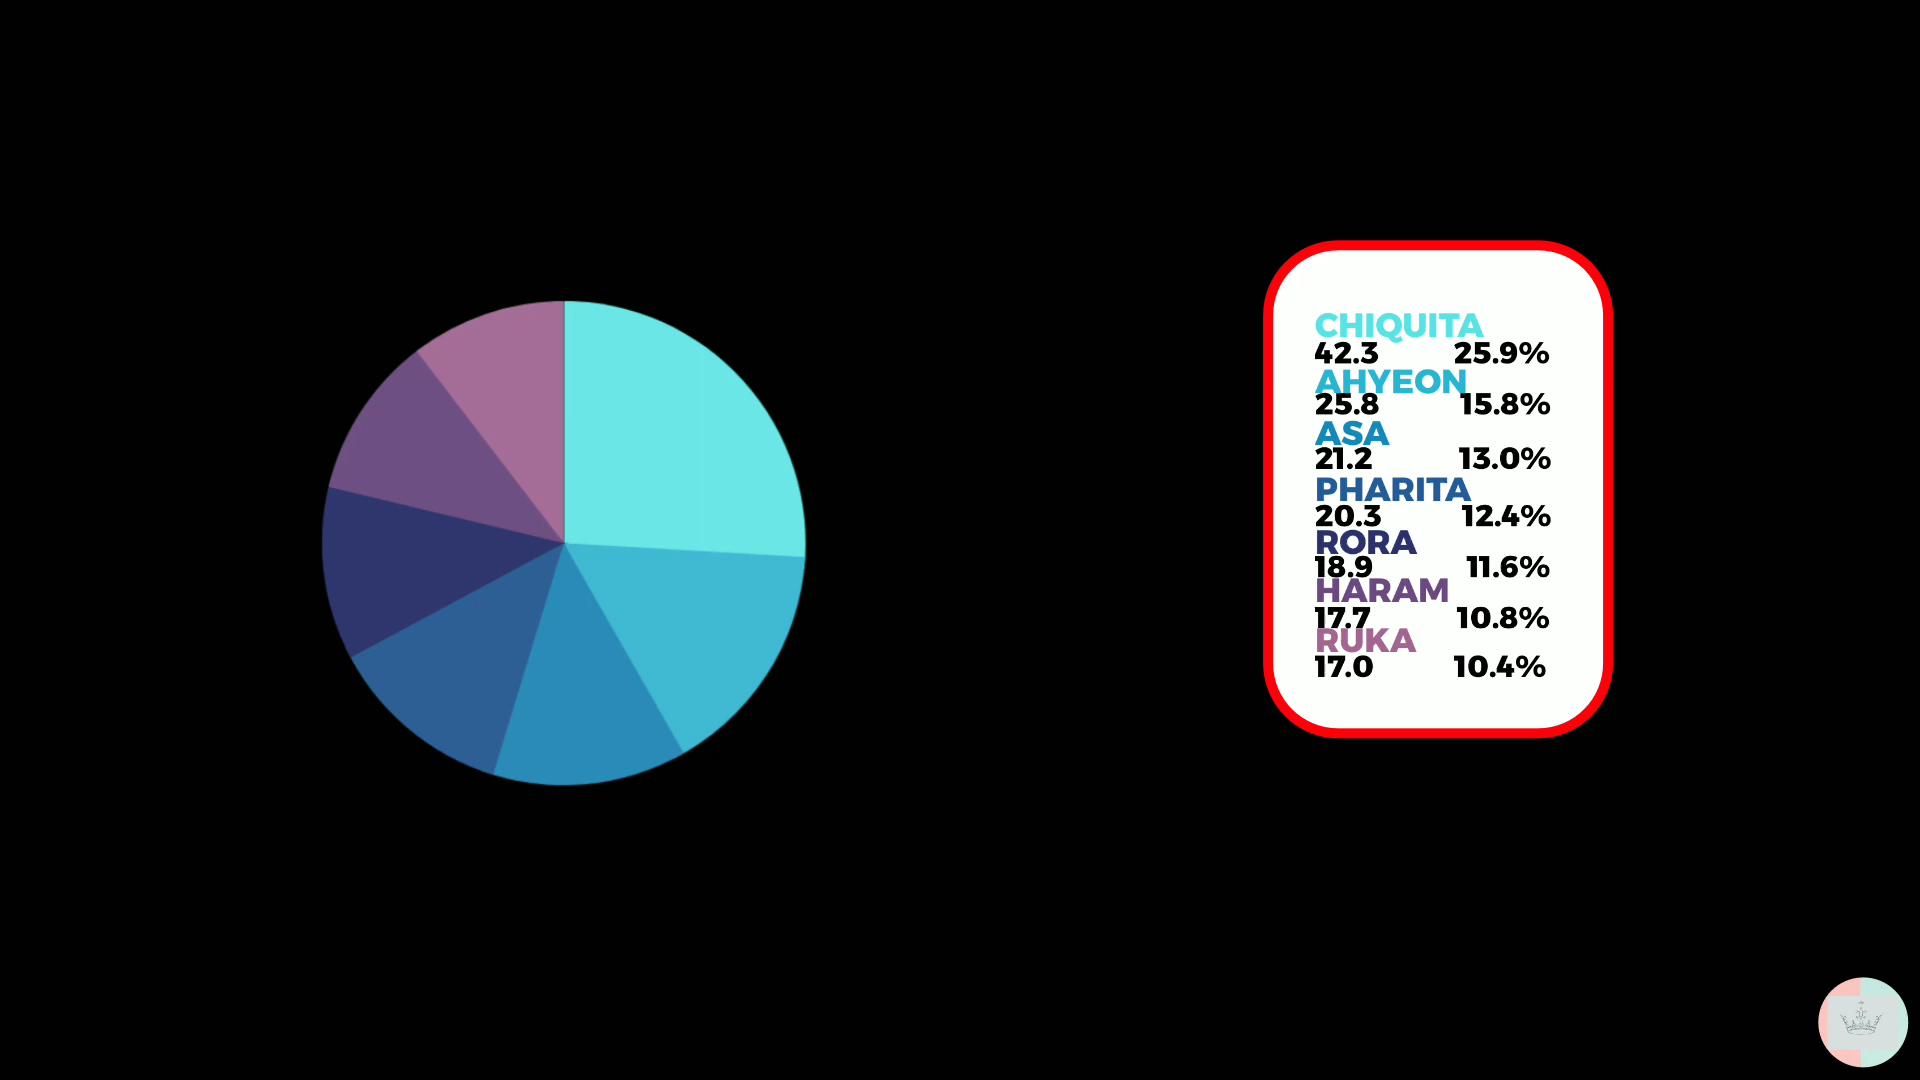 CHIQUITA
42.3 25.9%
AHYEON
25.8 15.8%
ASA
21.2 13.0%
PHARITA
20.3 12.4%
RORA
18.9 11.6%
HARAM
17.7 10.8%
RUKA
17.0 10.4%